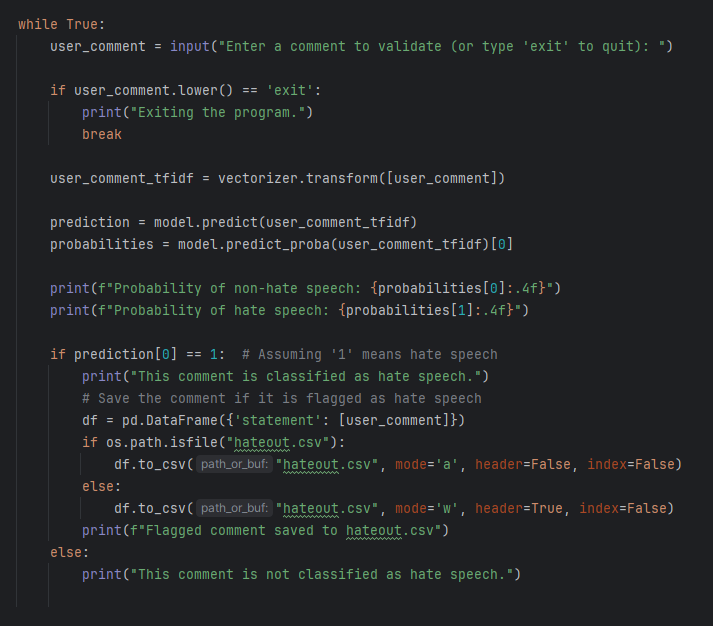 while True:
    user_comment = input("Enter a comment to validate (or type 'exit' to quit): ")
    if user_comment.lower() == 'exit':
        print("Exiting the program.")
        break
    user_comment_tfidf = vectorizer.transform([user_comment])
    prediction = model.predict(user_comment_tfidf)
    probabilities = model.predict_proba(user_comment_tfidf)[0]
    print(f"Probability of non-hate speech: {probabilities[0]:.4f}")
    print(f"Probability of hate speech: {probabilities[1]:.4f}")
    if prediction[0] == 1:  # Assuming '1' means hate speech
        print("This comment is classified as hate speech.")
        # Save the comment if it is flagged as hate speech
        df = pd.DataFrame({'statement': [user_comment]})
        if os.path.isfile("hateout.csv"):
            df.to_csv( path_or_buf: "hateout.csv", mode='a', header=False, index=False)
        else:
            df.to_csv( path_or_buf: "hateout.csv", mode='w', header=True, index=False)
        print(f"Flagged comment saved to hateout.csv")
    else:
        print("This comment is not classified as hate speech.")